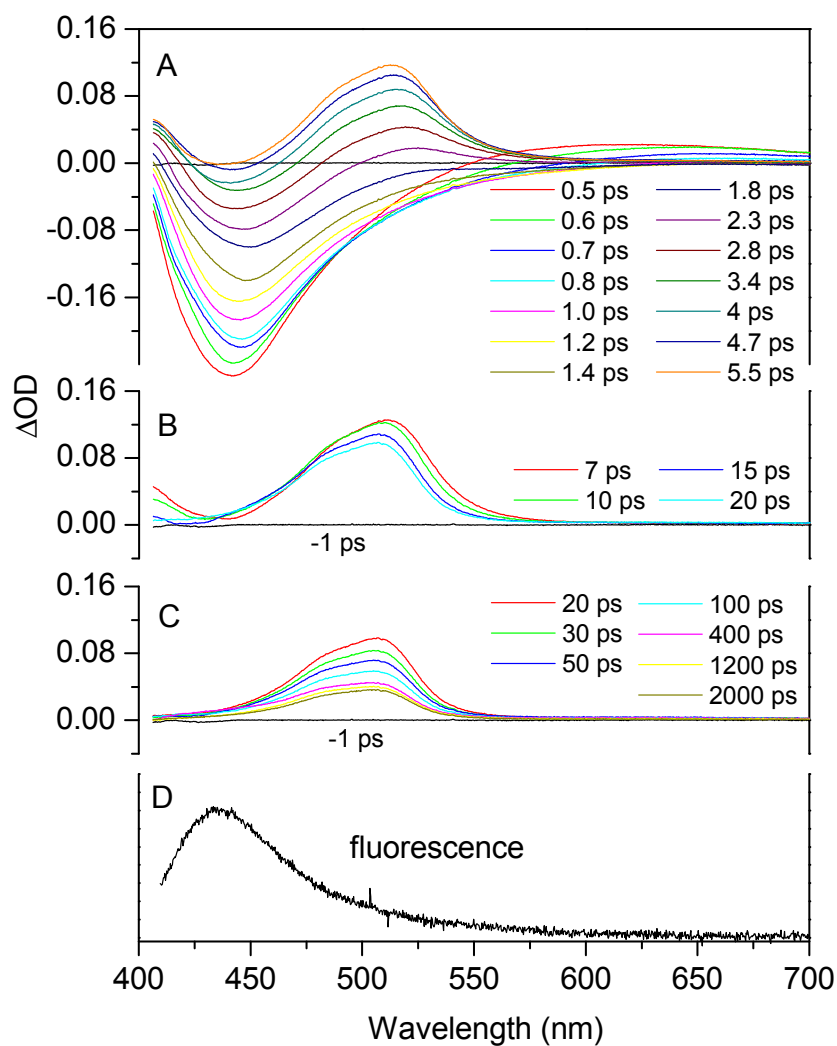 0.16
A
0.12
0.08
0.00
-0.08
-0.16
0.5 ps 1.8 ps
0.6 ps 2.3 ps
0.7 ps 2.8 ps
0.8 ps 3.4 ps
1.0 ps 4 ps
1.2 ps 4.7 ps
1.4 ps 5.5 ps
ΔOD
0.16
B
0.08
0.00
7 ps 15 ps
10 ps 20 ps
-1 ps
0.16
C
0.08
0.00
20 ps 100 ps
30 ps 400 ps
50 ps 1200 ps
2000 ps
-1 ps
D
fluorescence
400 450 500 550 600 650 700
Wavelength (nm)